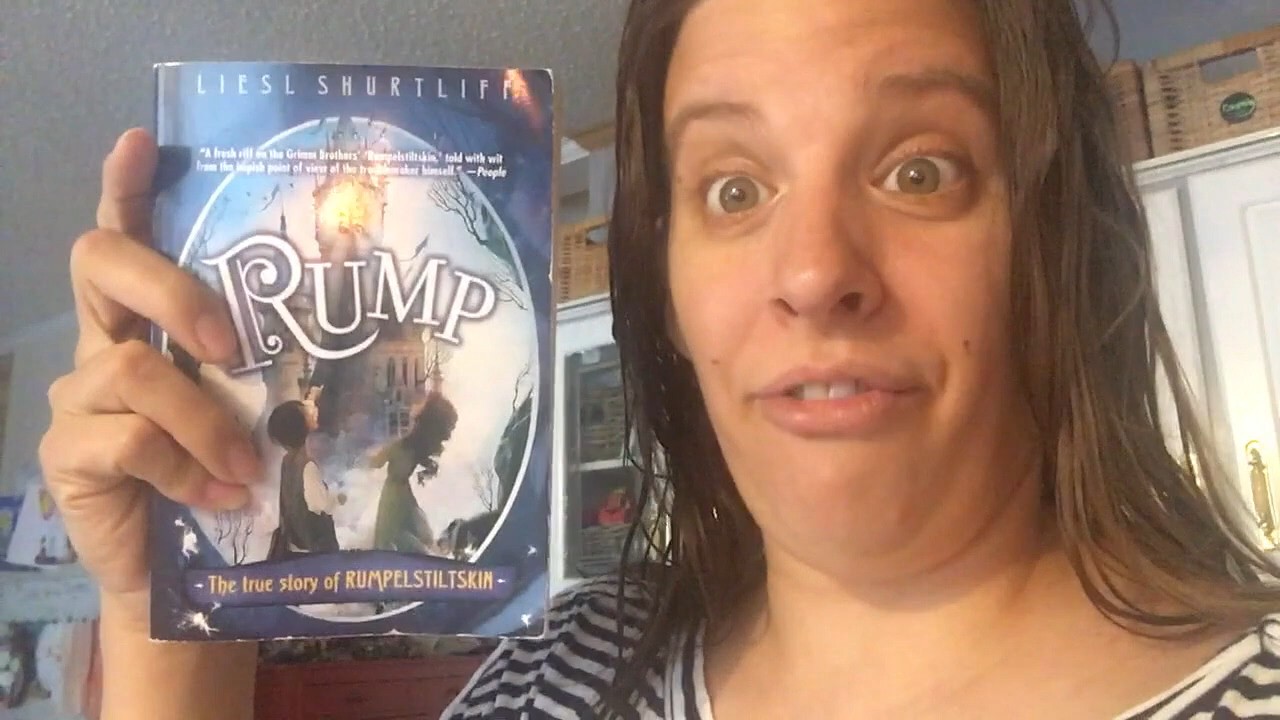 LIESL SHURTLIFF
"A fresh riff on the Grimm Brothers' 'Rumpelstiltskin,' told with wit
from the impish point of view of the troublemaker himself." —People
RUMP
The true story of RUMPELSTILTSKIN